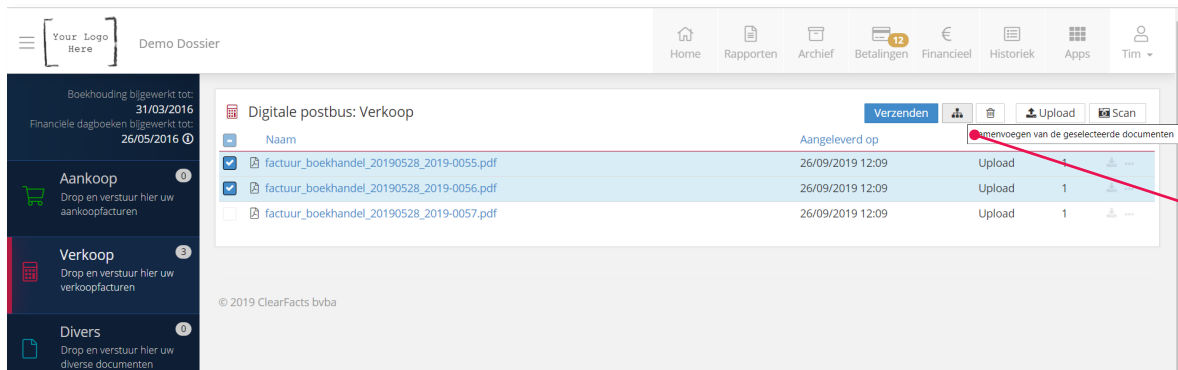 Your Logo
Here
Demo Dossier
Home
Rapporten
Archief
12
Betalingen
Financieel
Historiek
Apps
Tim
Boekhouding bijgewerkt tot:
31/03/2016
Financiële dagboeken bijgewerkt tot:
26/05/2016
Aankoop 0
Drop en verstuur hier uw
aankoopfacturen
Verkoop 3
Drop en verstuur hier uw
verkoopfacturen
Divers 0
Drop en verstuur hier uw
diverse documenten
Digitale postbus: Verkoop
Verzenden
Upload
Scan
van de geselecteerde documenten
Naam Aangeleverd op
factuur_boekhandel_20190528_2019-0055.pdf 26/09/2019 12:09 Upload 1
factuur_boekhandel_20190528_2019-0056.pdf 26/09/2019 12:09 Upload 1
factuur_boekhandel_20190528_2019-0057.pdf 26/09/2019 12:09 Upload 1
© 2019 ClearFacts bvba